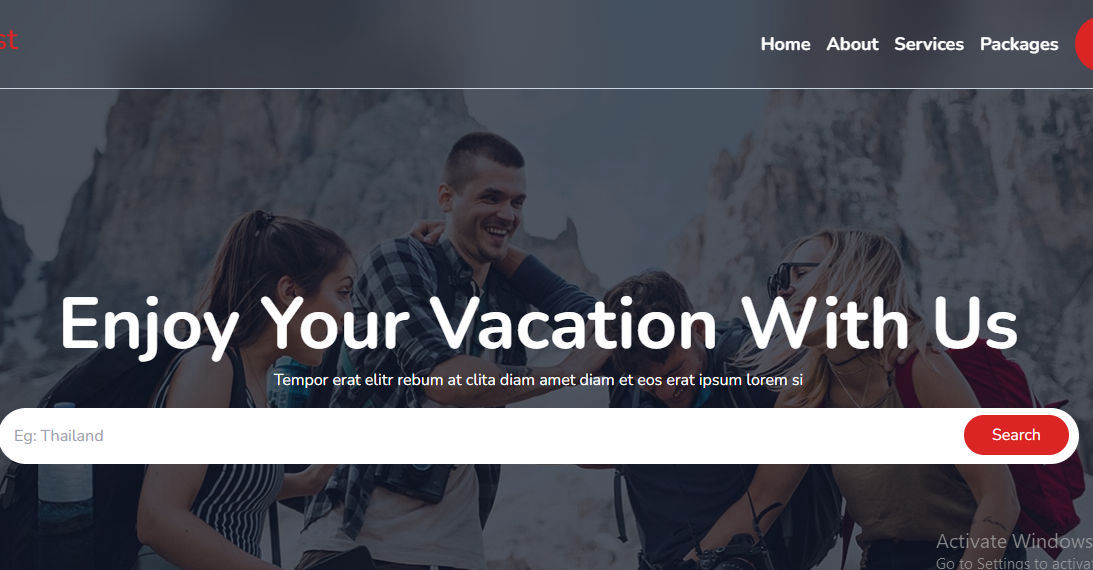 st
Home About Services Packages
Enjoy Your Vacation With Us
Tempor erat elitr rebum at clita diam amet diam et eos erat ipsum lorem si
Eg: Thailand
Search
Activate Windows
Go to Settings to activa